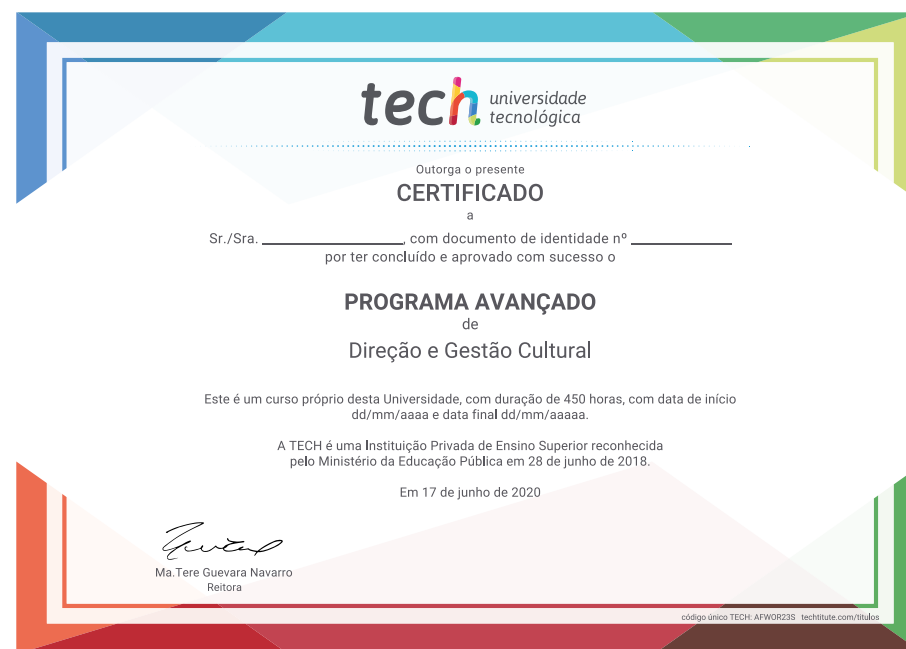 tech universidade
tecnológica
Outorga o presente
CERTIFICADO
a
Sr./Sra. ________________, com documento de identidade nº ____________
por ter concluído e aprovado com sucesso o
PROGRAMA AVANÇADO
de
Direção e Gestão Cultural
Este é um curso próprio desta Universidade, com duração de 450 horas, com data de início
dd/mm/aaaa e data final dd/mm/aaaaa.
A TECH é uma Instituição Privada de Ensino Superior reconhecida
pelo Ministério da Educação Pública em 28 de junho de 2018.
Em 17 de junho de 2020
Ma.Tere Guevara Navarro
Reitora
código único TECH: AFWOR23S techtitute.com/titulos